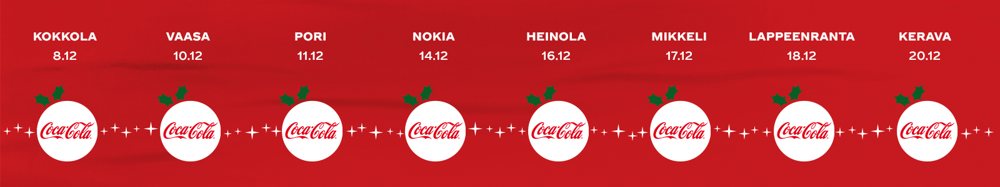 KOKKOLA
8.12
VAASA
10.12
PORI
11.12
NOKIA
14.12
HEINOLA
16.12
MIKKELI
17.12
LAPPEENRANTA
18.12
KERAVA
20.12
Coca-Cola
Coca-Cola
Coca-Cola
Coca-Cola
Coca-Cola
Coca-Cola
Coca-Cola
Coca-Cola